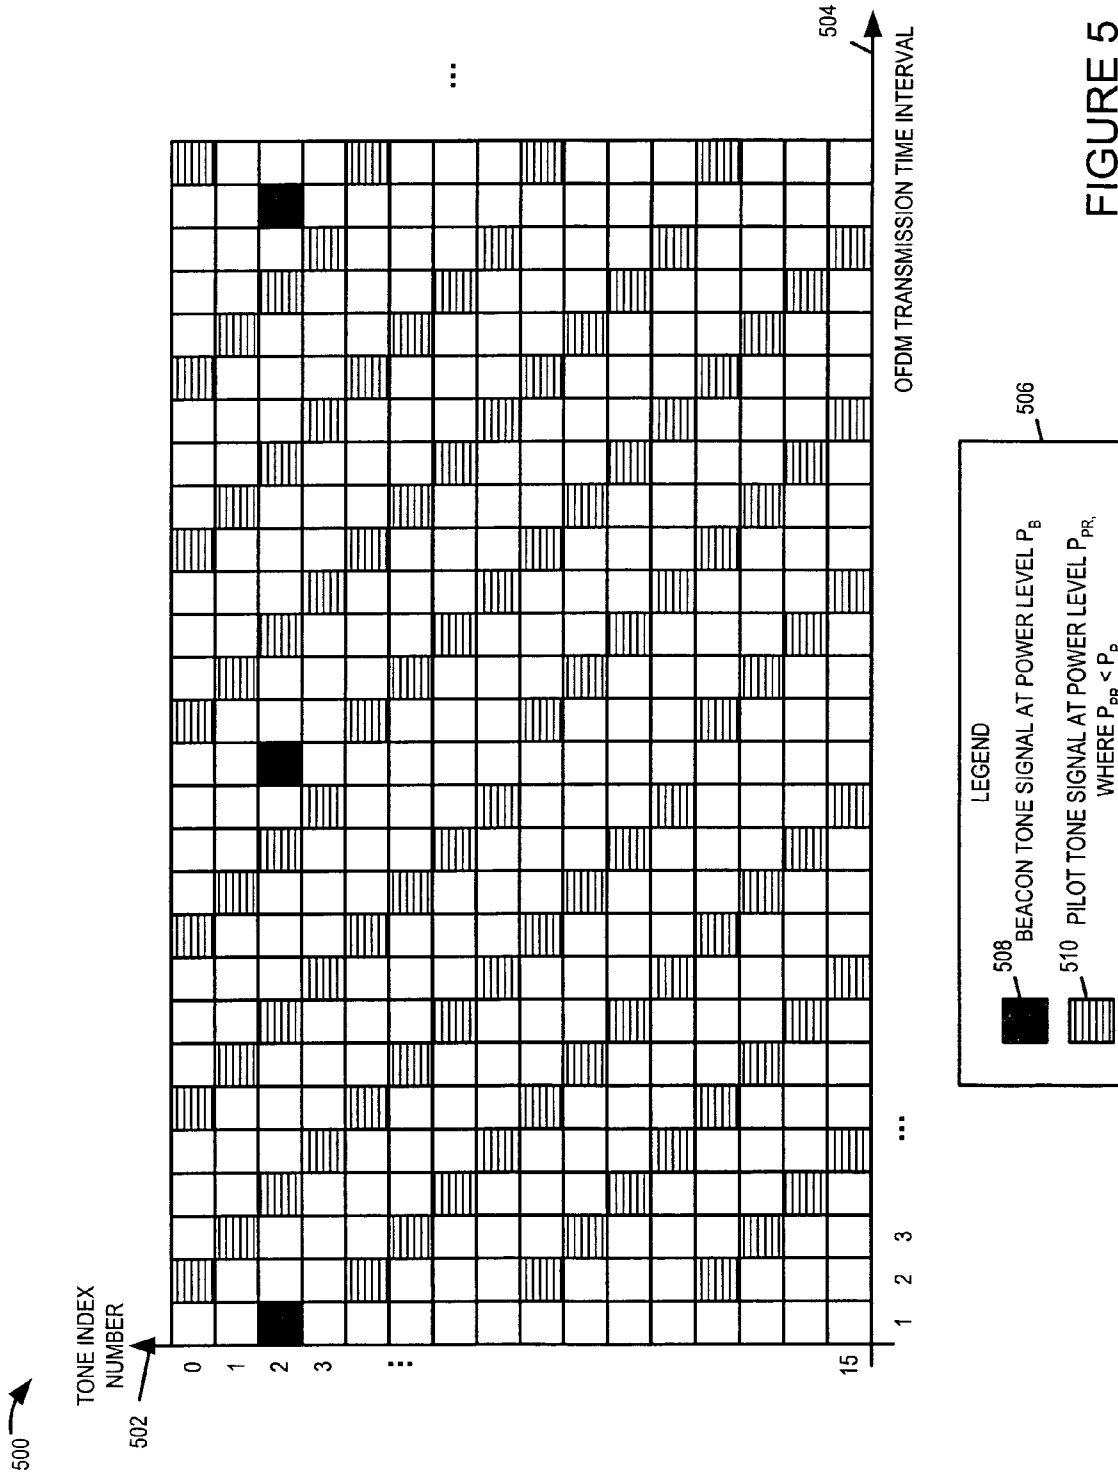 500
TONE INDEX
NUMBER
502
0
1
2
3
...
15
1 2 3 ...
...
504
OFDM TRANSMISSION TIME INTERVAL
506
LEGEND
508
BEACON TONE SIGNAL AT POWER LEVEL P_B
510
PILOT TONE SIGNAL AT POWER LEVEL P_PR,
WHERE P_PR < P
FIGURE 5